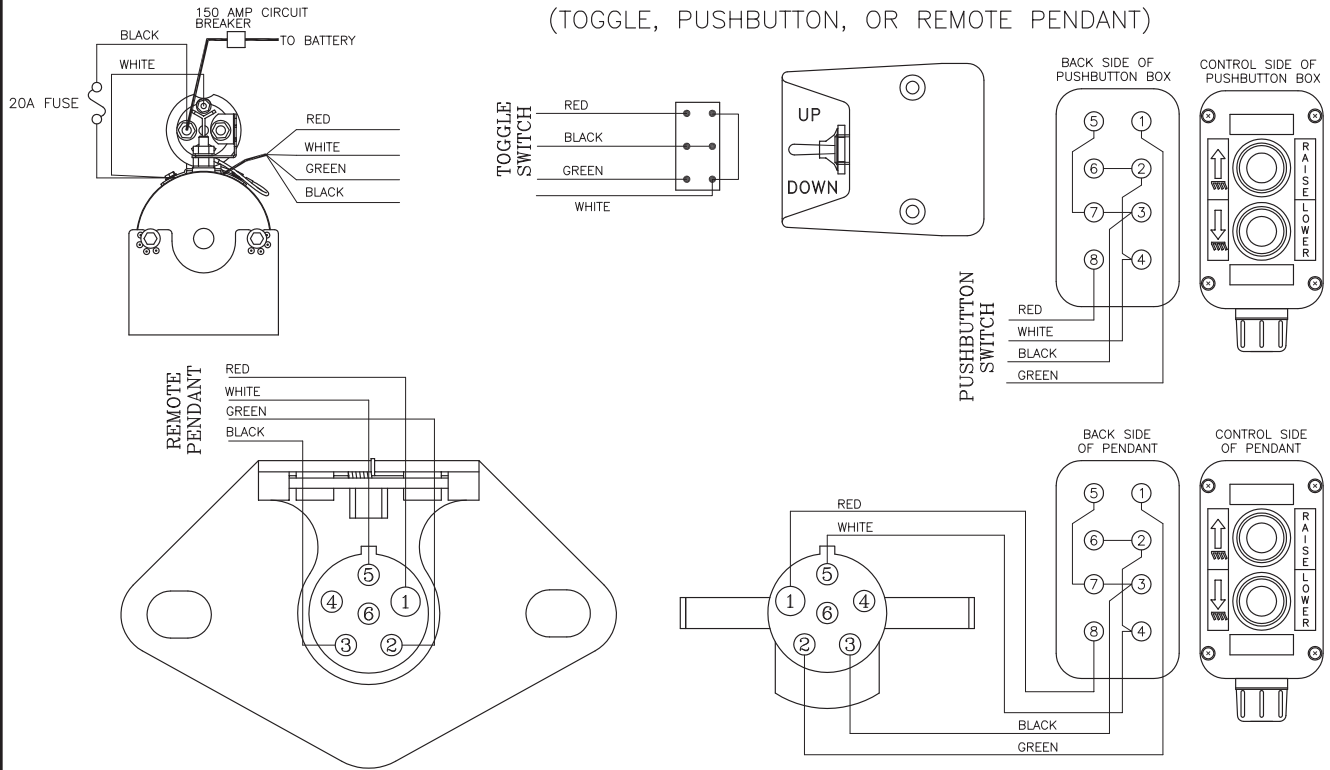 (TOGGLE, PUSHBUTTON, OR REMOTE PENDANT)
150 AMP CIRCUIT
BREAKER
TO BATTERY
BLACK
WHITE
20A FUSE
RED
WHITE
GREEN
BLACK
TOGGLE
SWITCH
RED
BLACK
GREEN
WHITE
UP
DOWN
BACK SIDE OF
PUSHBUTTON BOX
5 1
6 2
7 3
8 4
CONTROL SIDE OF
PUSHBUTTON BOX
RAISE
LOWER
PUSHBUTTON
SWITCH
RED
WHITE
BLACK
GREEN
REMOTE
PENDANT
RED
WHITE
GREEN
BLACK
5
4 1
6
3 2
RED
WHITE
5
1 4
6
2 3
BLACK
GREEN
BACK SIDE
OF PENDANT
5 1
6 2
7 3
8 4
CONTROL SIDE
OF PENDANT
RAISE
LOWER